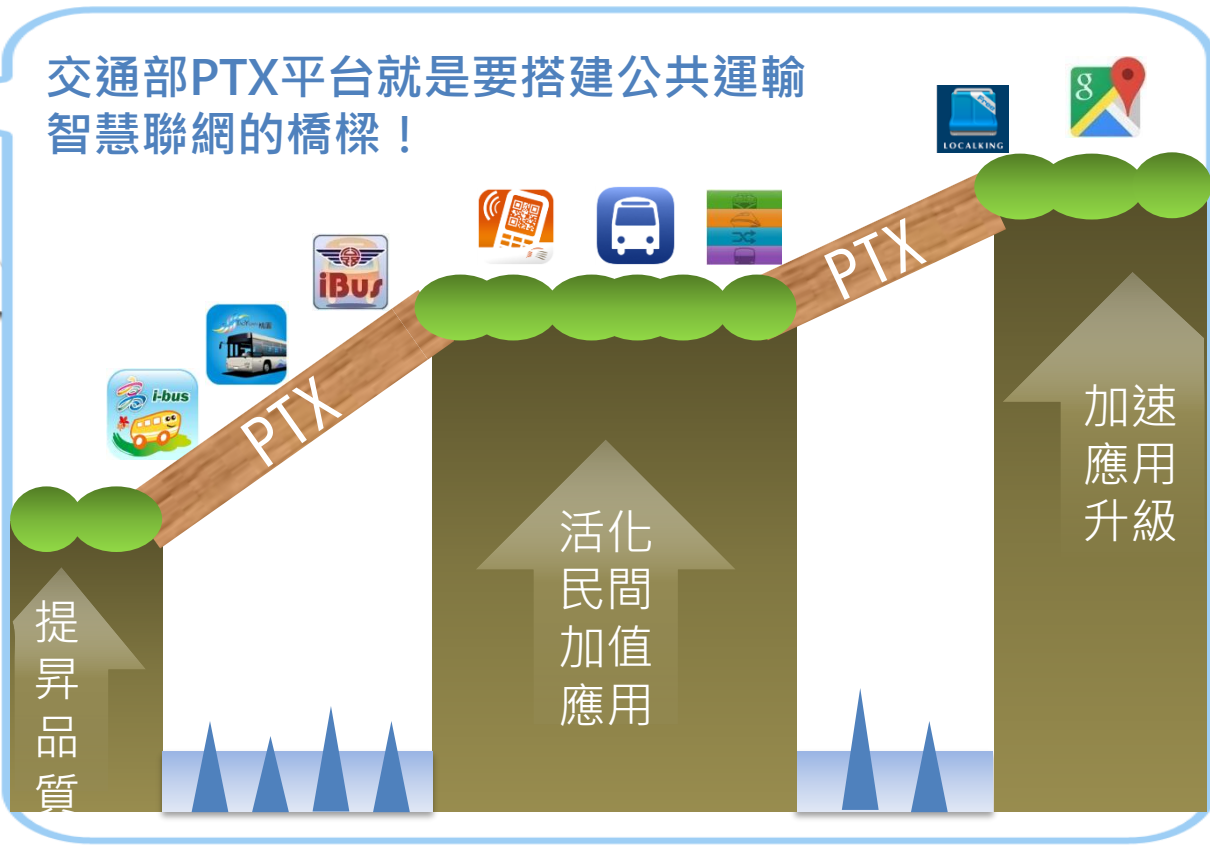 交通部PTX平台就是要搭建公共運輸
智慧聯網的橋樑！
LOCALKING
g
iBus
桃園
i-bus
PTX
PTX
提
昇
品
質
活化
民間
加值
應用
加速
應用
升級